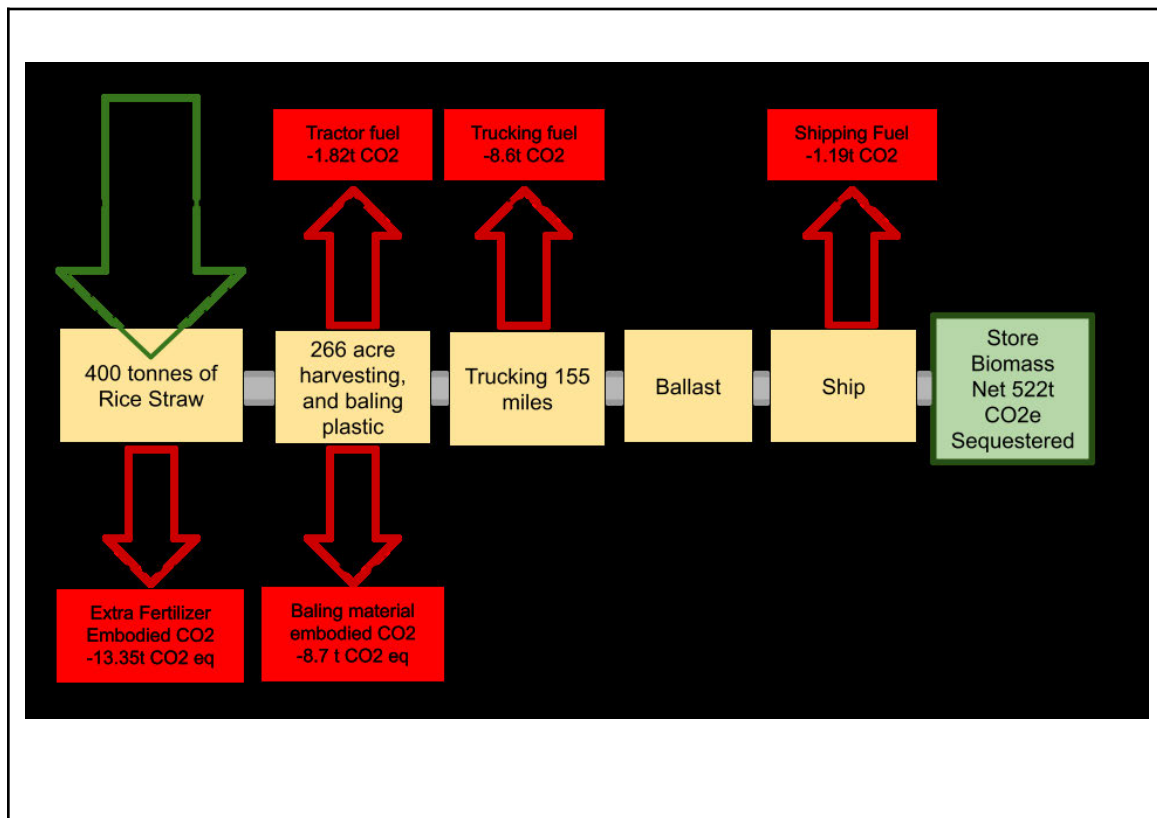 Tractor fuel
-1.82t CO2
Trucking fuel
-8.6t CO2
Shipping Fuel
-1.19t CO2
400 tonnes of
Rice Straw
266 acre
harvesting,
and baling
plastic
Trucking 155
miles
Ballast
Ship
Store
Biomass
Net 522t
CO2e
Sequestered
Extra Fertilizer
Embodied CO2
-13.35t CO2 eq
Baling material
embodied CO2
-8.7 t CO2 eq